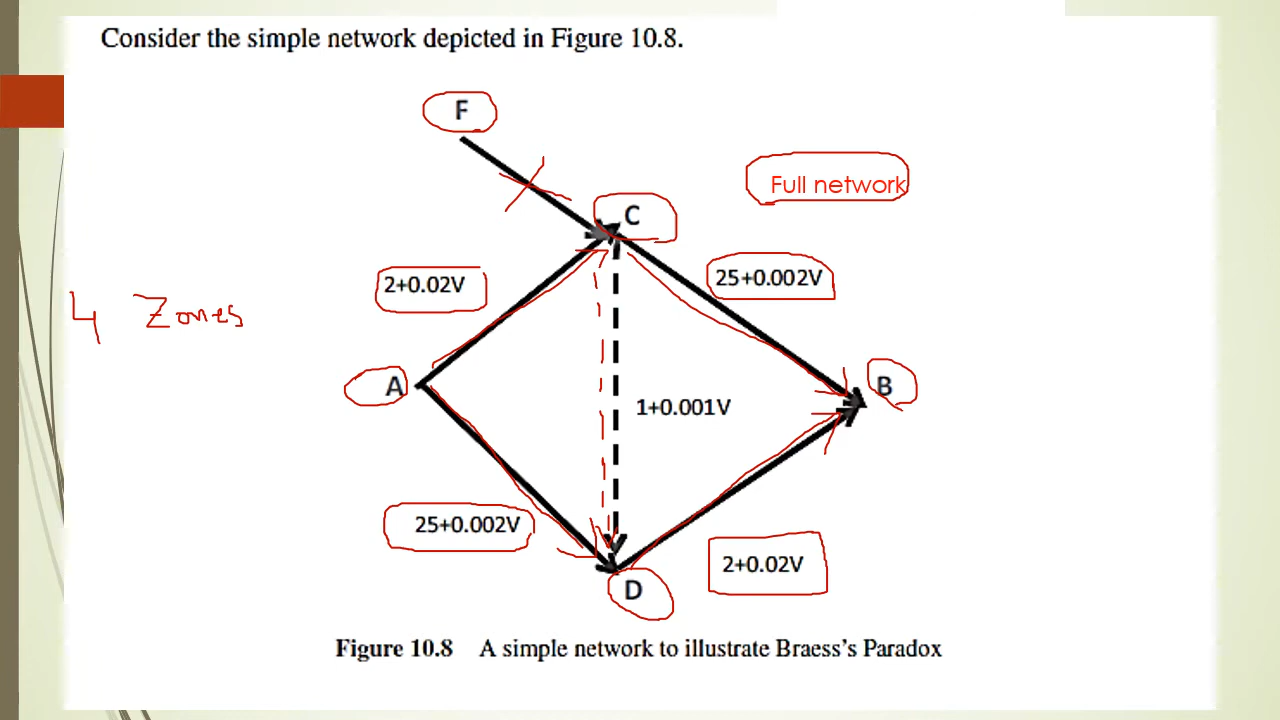 Consider the simple network depicted in Figure 10.8.
F
Full network
C
2+0.02V
25+0.002V
4 Zones
A
B
1+0.001V
25+0.002V
2+0.02V
D
Figure 10.8 A simple network to illustrate Braess's Paradox